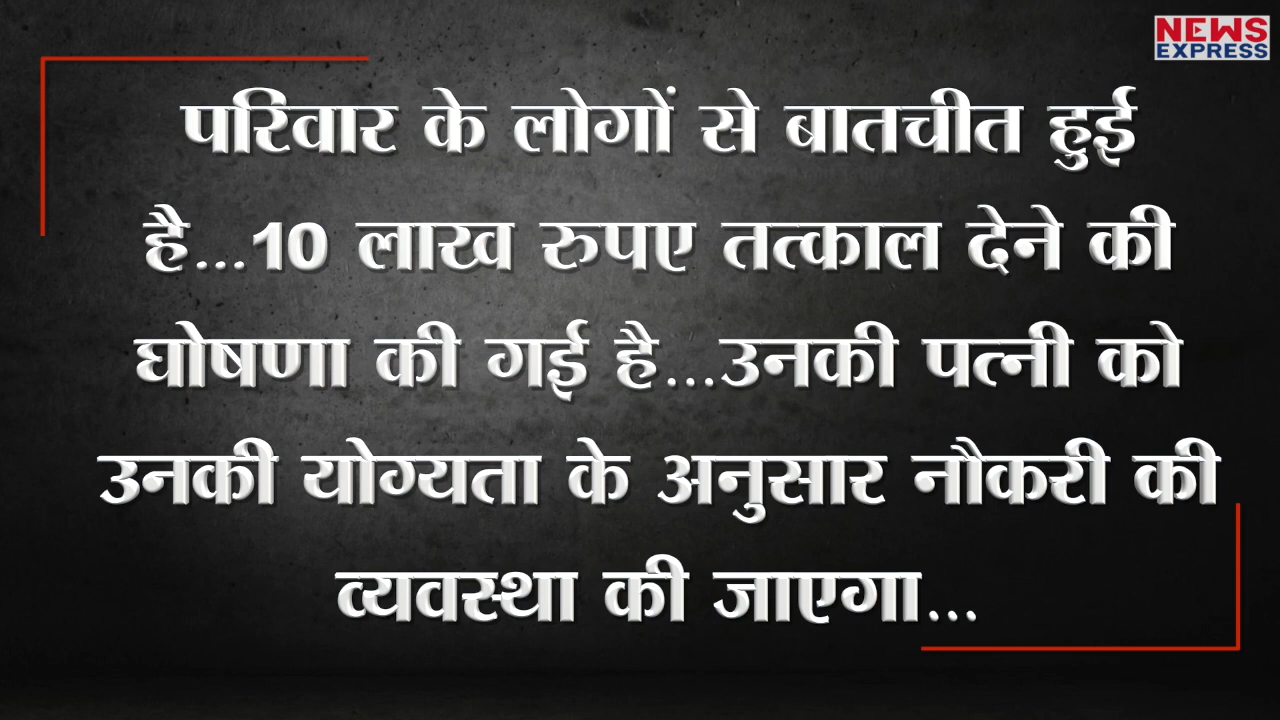 NEWS
EXPRESS
परिवार के लोगों से बातचीत हुई
है...10 लाख रुपए तत्काल देने की
घोषणा की गई है...उनकी पत्नी को
उनकी योग्यता के अनुसार नौकरी की
व्यवस्था की जाएगा...